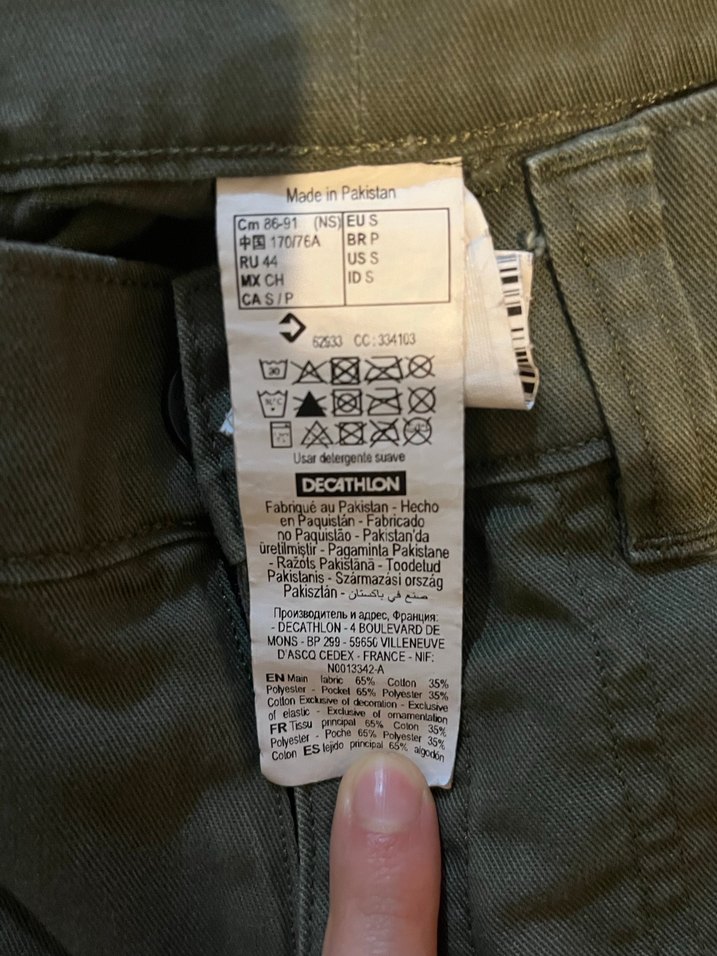 Made in Pakistan
Cm 86-91 (NS) EU S
中国 170/76A BR P
RU 44 US S
MX CH ID S
CA S / P
62933 CC : 334103
30
Usar detergente suave
DECATHLON
Fabriqué au Pakistan - Hecho
en Paquistán - Fabricado
no Paquistão - Pakistan'da
üretilmiştir - Pagaminta Pakistane
- Ražots Pakistānā - Toodetud
Pakistanis - Származási ország
Pakisztán - صنع في باكستان
Производитель и адрес, Франция:
- DECATHLON - 4 BOULEVARD DE
MONS - BP 299 - 59650 VILLENEUVE
D'ASCQ CEDEX - FRANCE - NIF:
N0013342-A
EN Main fabric 65% Cotton 35%
Polyester - Pocket 65% Polyester 35%
Cotton Exclusive of decoration - Exclusive
of elastic - Exclusive of ornamentation
FR Tissu principal 65% Coton 35%
Polyester - Poche 65% Polyester 35%
Coton ES tejido principal 65% algodón